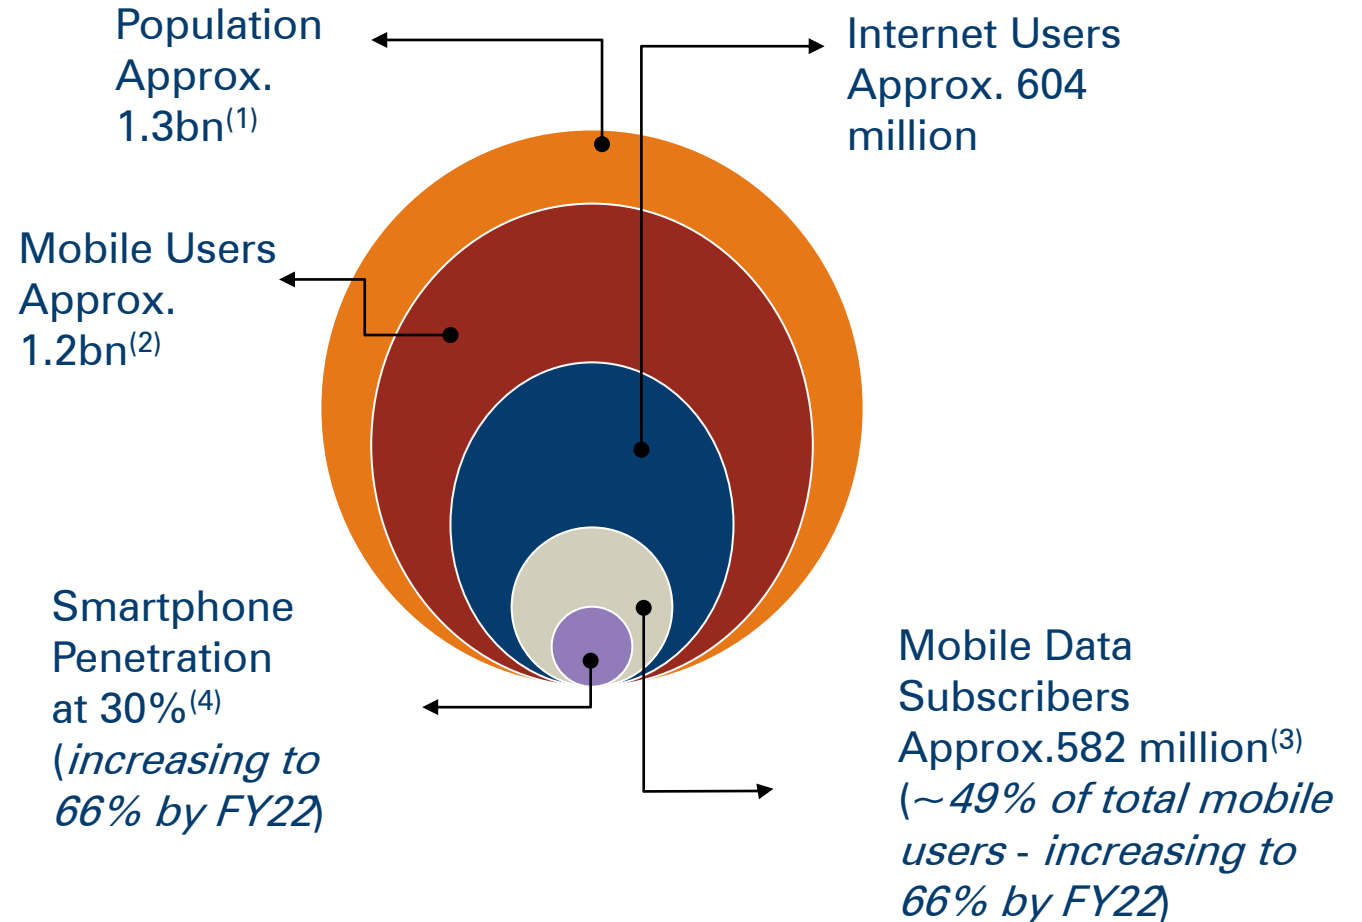 Population
Approx.
1.3bn(1)
Internet Users
Approx. 604
million
Mobile Users
Approx.
1.2bn(2)
Smartphone
Penetration
at 30%(4)
(increasing to
66% by FY22)
Mobile Data
Subscribers
Approx.582 million(3)
(~49% of total mobile
users - increasing to
66% by FY22)